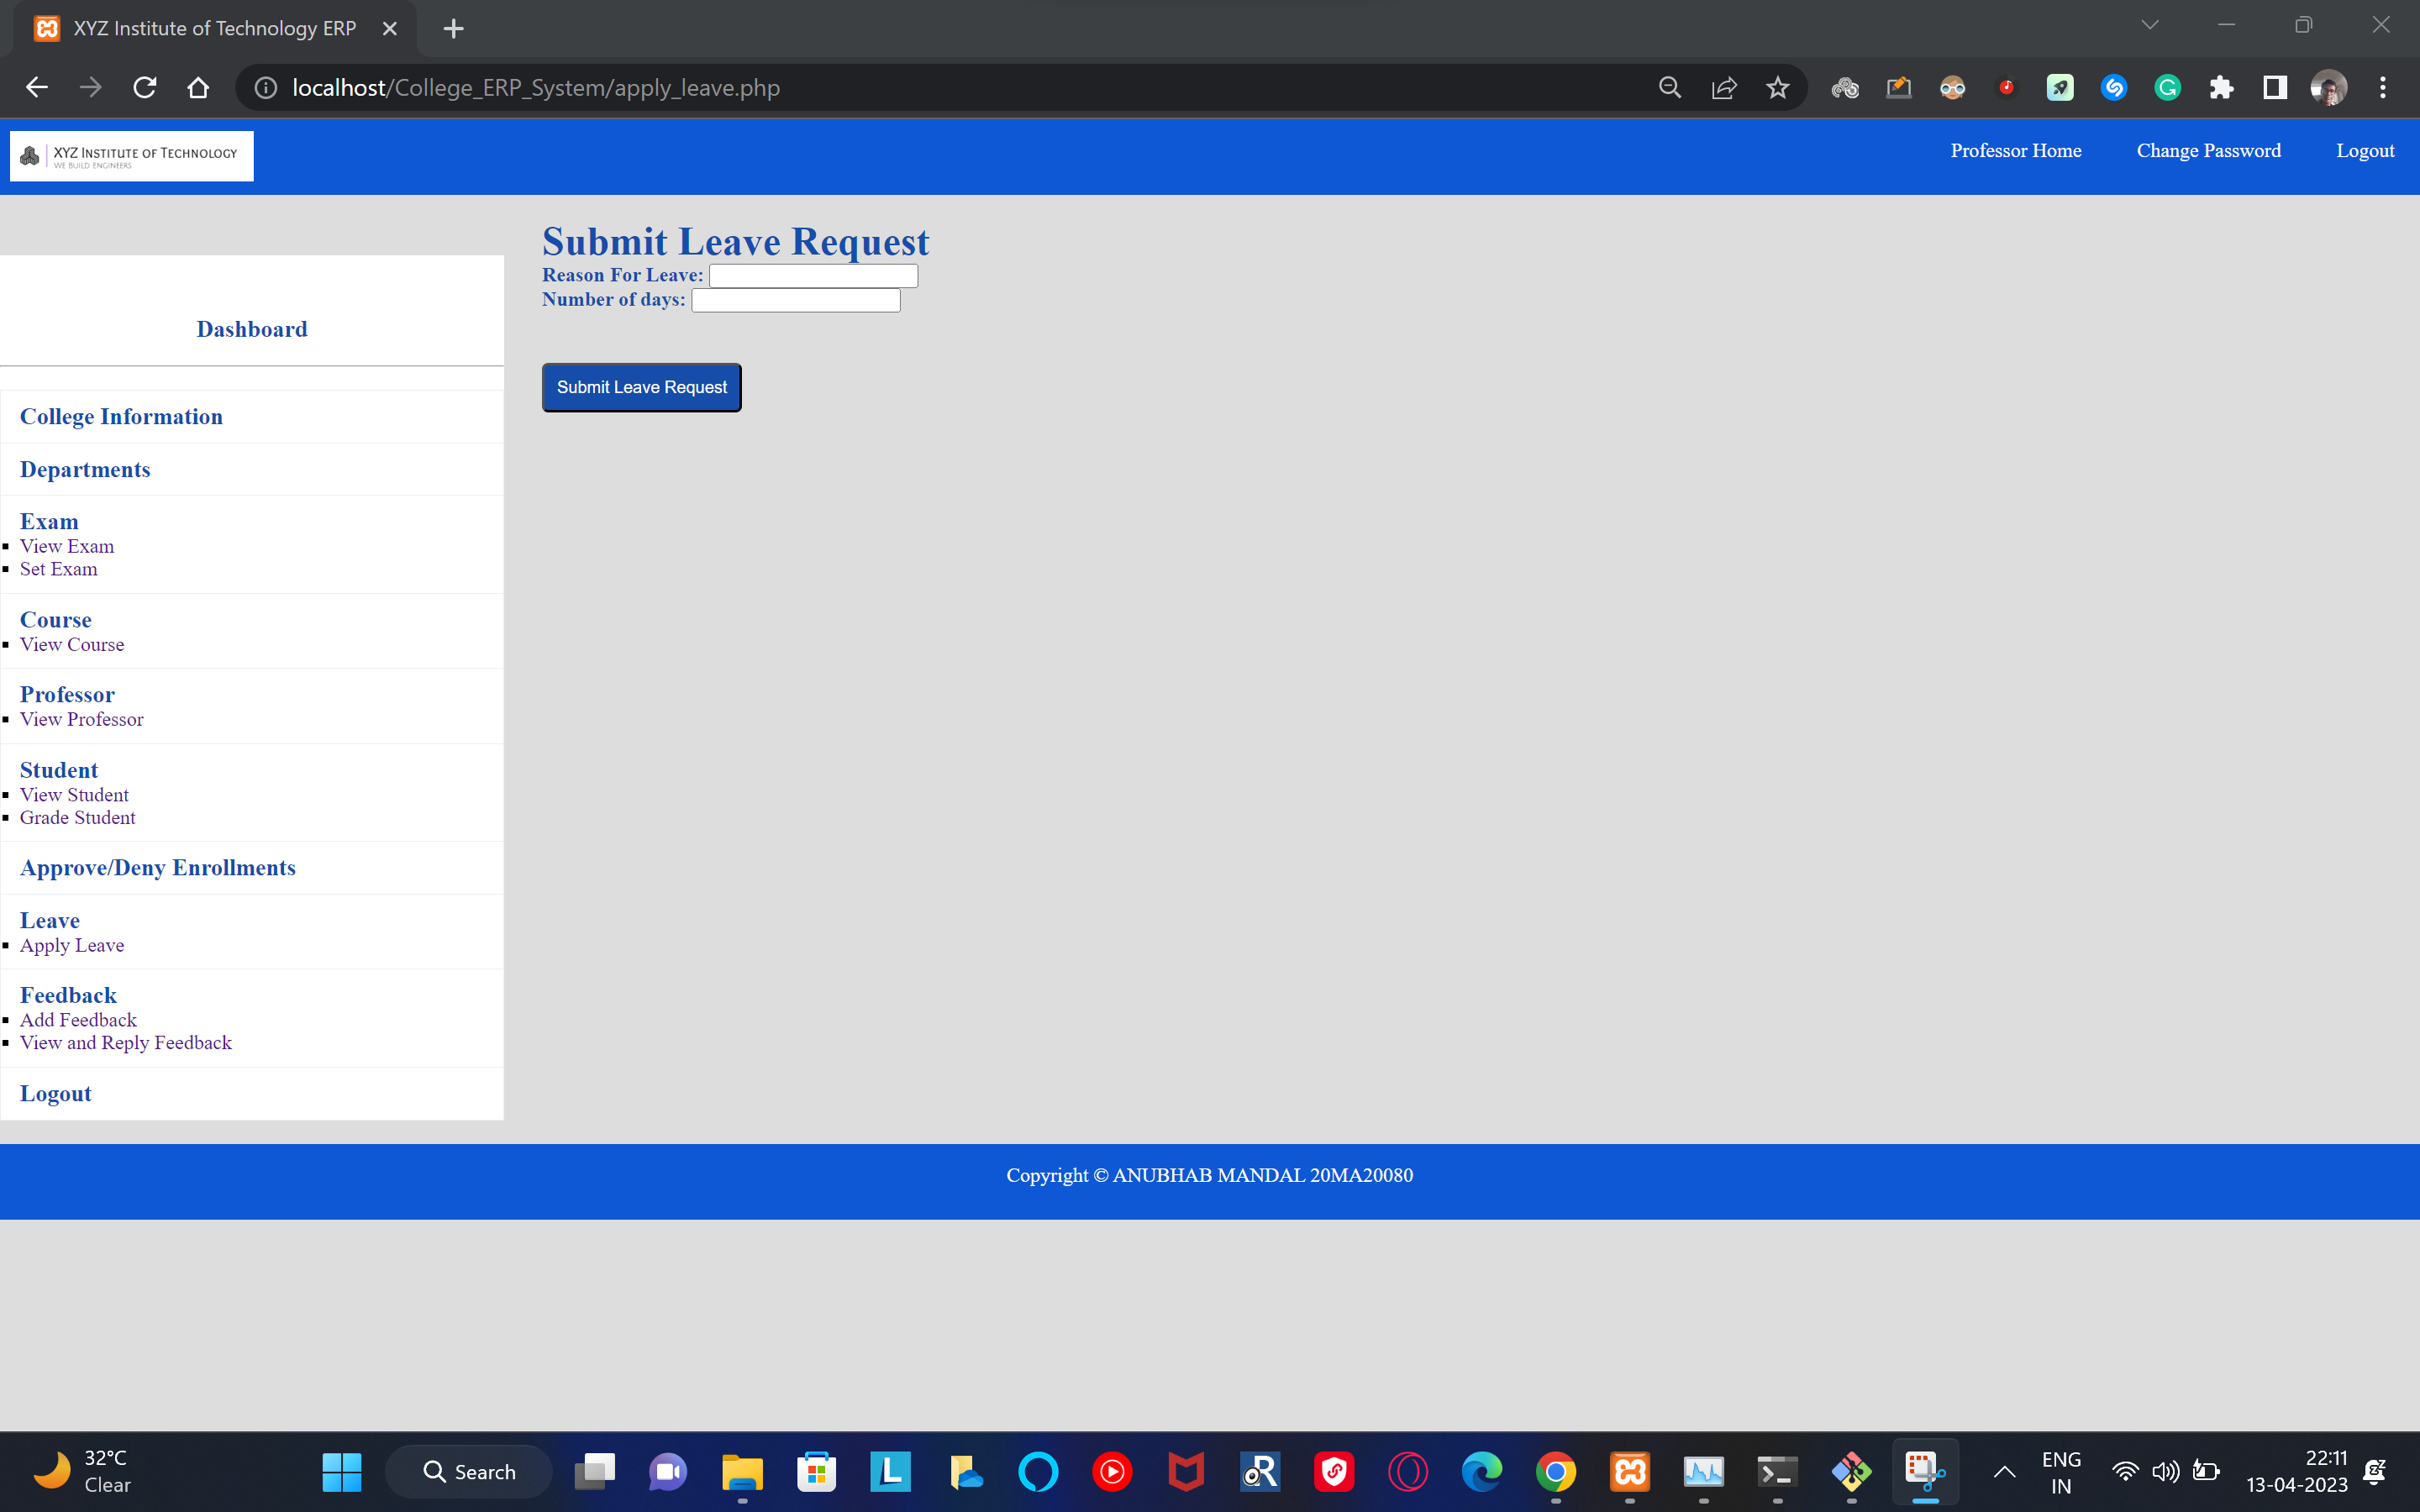 XYZ Institute of Technology ERP
localhost/College_ERP_System/apply_leave.php
XYZ INSTITUTE OF TECHNOLOGY
WE BUILD ENGINEERS
Professor Home
Change Password
Logout
Submit Leave Request
Reason For Leave:
Number of days:
Submit Leave Request
Dashboard
College Information
Departments
Exam
View Exam
Set Exam
Course
View Course
Professor
View Professor
Student
View Student
Grade Student
Approve/Deny Enrollments
Leave
Apply Leave
Feedback
Add Feedback
View and Reply Feedback
Logout
Copyright © ANUBHAB MANDAL 20MA20080
32°C
Clear
Search
ENG
IN
22:11
13-04-2023